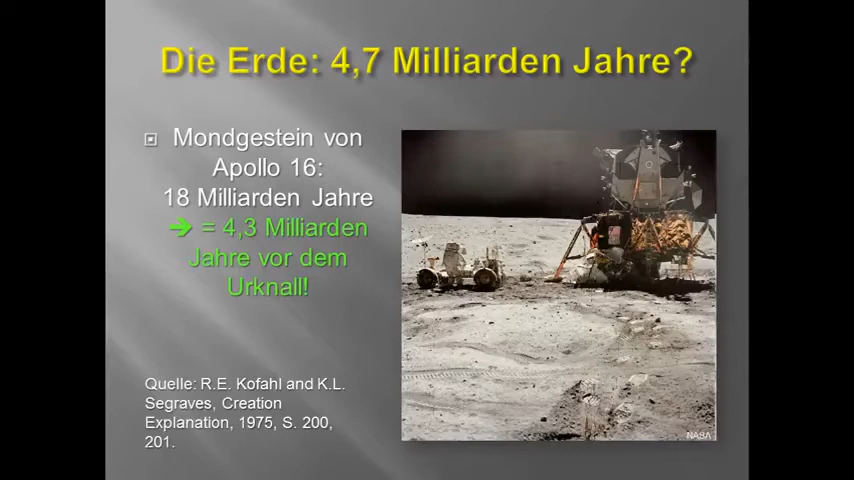 Die Erde: 4,7 Milliarden Jahre?
Mondgestein von
Apollo 16:
18 Milliarden Jahre
➔ = 4,3 Milliarden
Jahre vor dem
Urknall!
Quelle: R.E. Kofahl and K.L.
Segraves, Creation
Explanation, 1975, S. 200,
201.
NASA